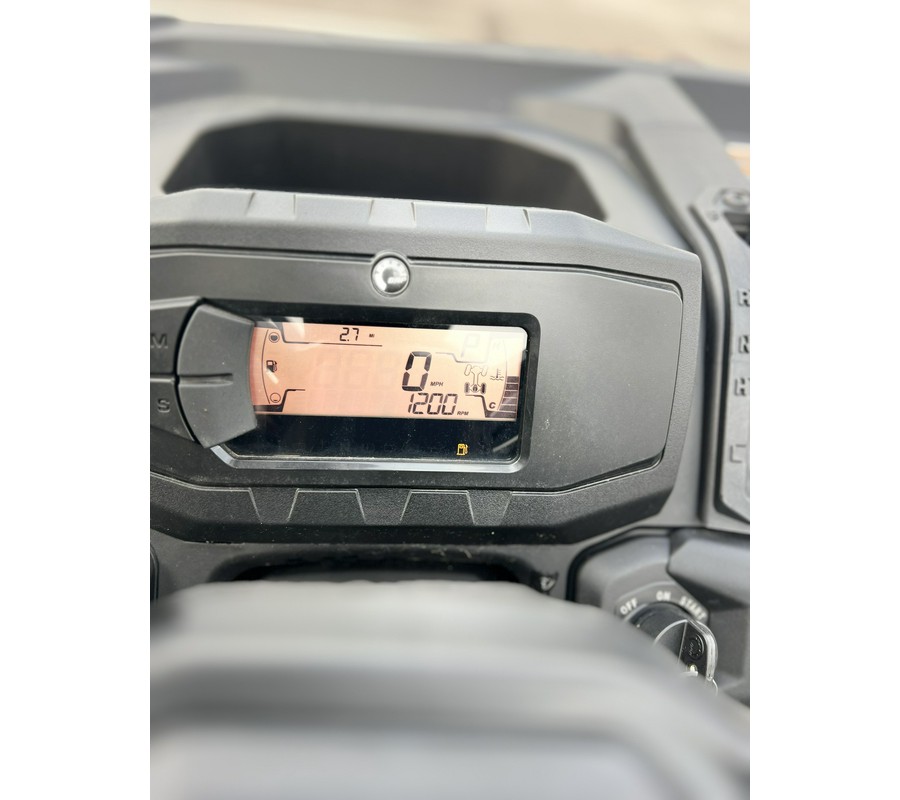 2.7 MI
0 MPH
1200 RPM
C
M
S
R
N
H
L
OFF ON START